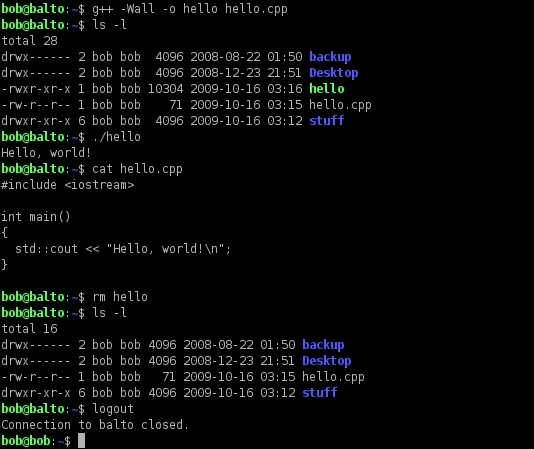 bob@balto:~$ g++ -Wall -o hello hello.cpp
bob@balto:~$ ls -l
total 28
drwx------ 2 bob bob  4096 2008-08-22 01:50 backup
drwx------ 2 bob bob  4096 2008-12-23 21:51 Desktop
-rwxr-xr-x 1 bob bob 10304 2009-10-16 03:16 hello
-rw-r--r-- 1 bob bob    71 2009-10-16 03:15 hello.cpp
drwxr-xr-x 6 bob bob  4096 2009-10-16 03:12 stuff
bob@balto:~$ ./hello
Hello, world!
bob@balto:~$ cat hello.cpp
#include <iostream>

int main()
{
  std::cout << "Hello, world!\n";
}

bob@balto:~$ rm hello
bob@balto:~$ ls -l
total 16
drwx------ 2 bob bob 4096 2008-08-22 01:50 backup
drwx------ 2 bob bob 4096 2008-12-23 21:51 Desktop
-rw-r--r-- 1 bob bob   71 2009-10-16 03:15 hello.cpp
drwxr-xr-x 6 bob bob 4096 2009-10-16 03:12 stuff
bob@balto:~$ logout
Connection to balto closed.
bob@bob:~$